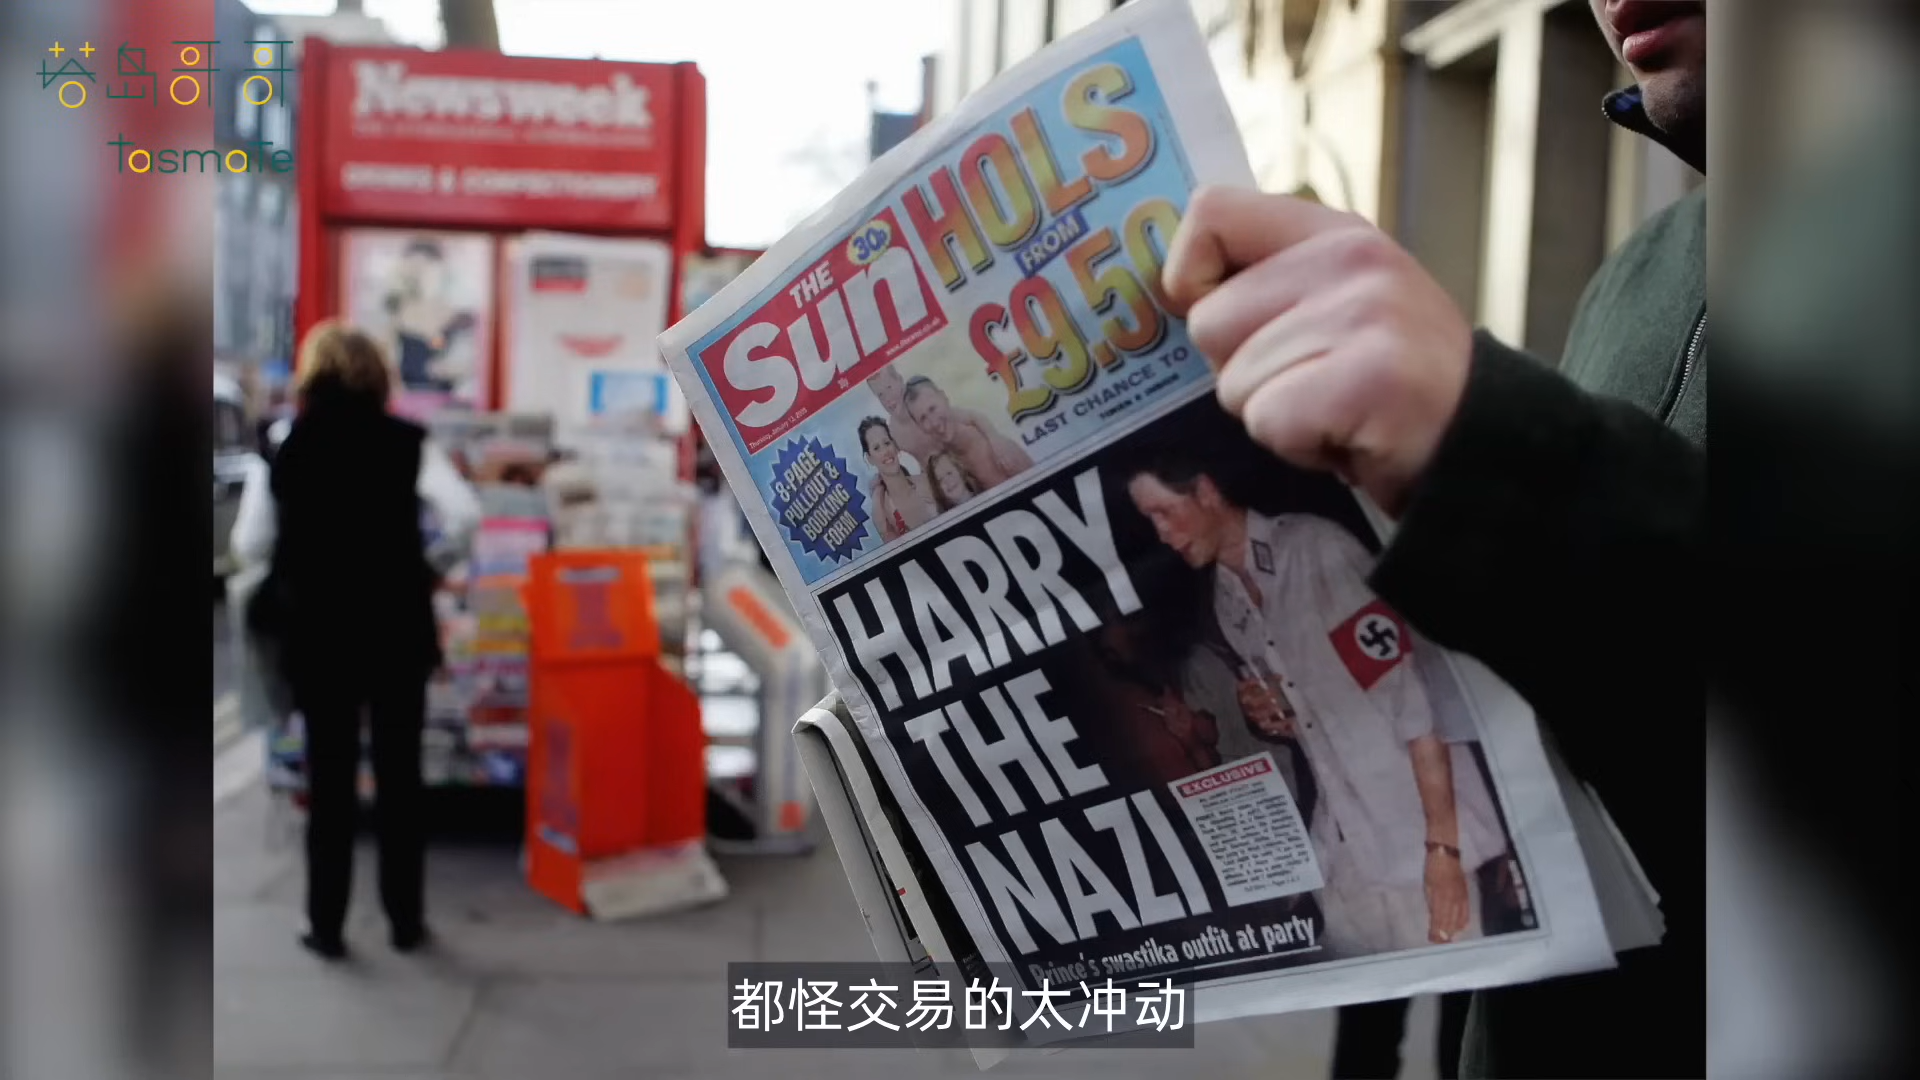 塔岛哥哥
Tasmate
Newsweek
DRINKS & CONFECTIONERY
HOLS
FROM
£9.50
THE
Sun
30p
LAST CHANCE TO
8-PAGE
PULLOUT &
BOOKING
FORM
HARRY
THE
NAZI
EXCLUSIVE
Prince's swastika outfit at party
都怪交易的太冲动